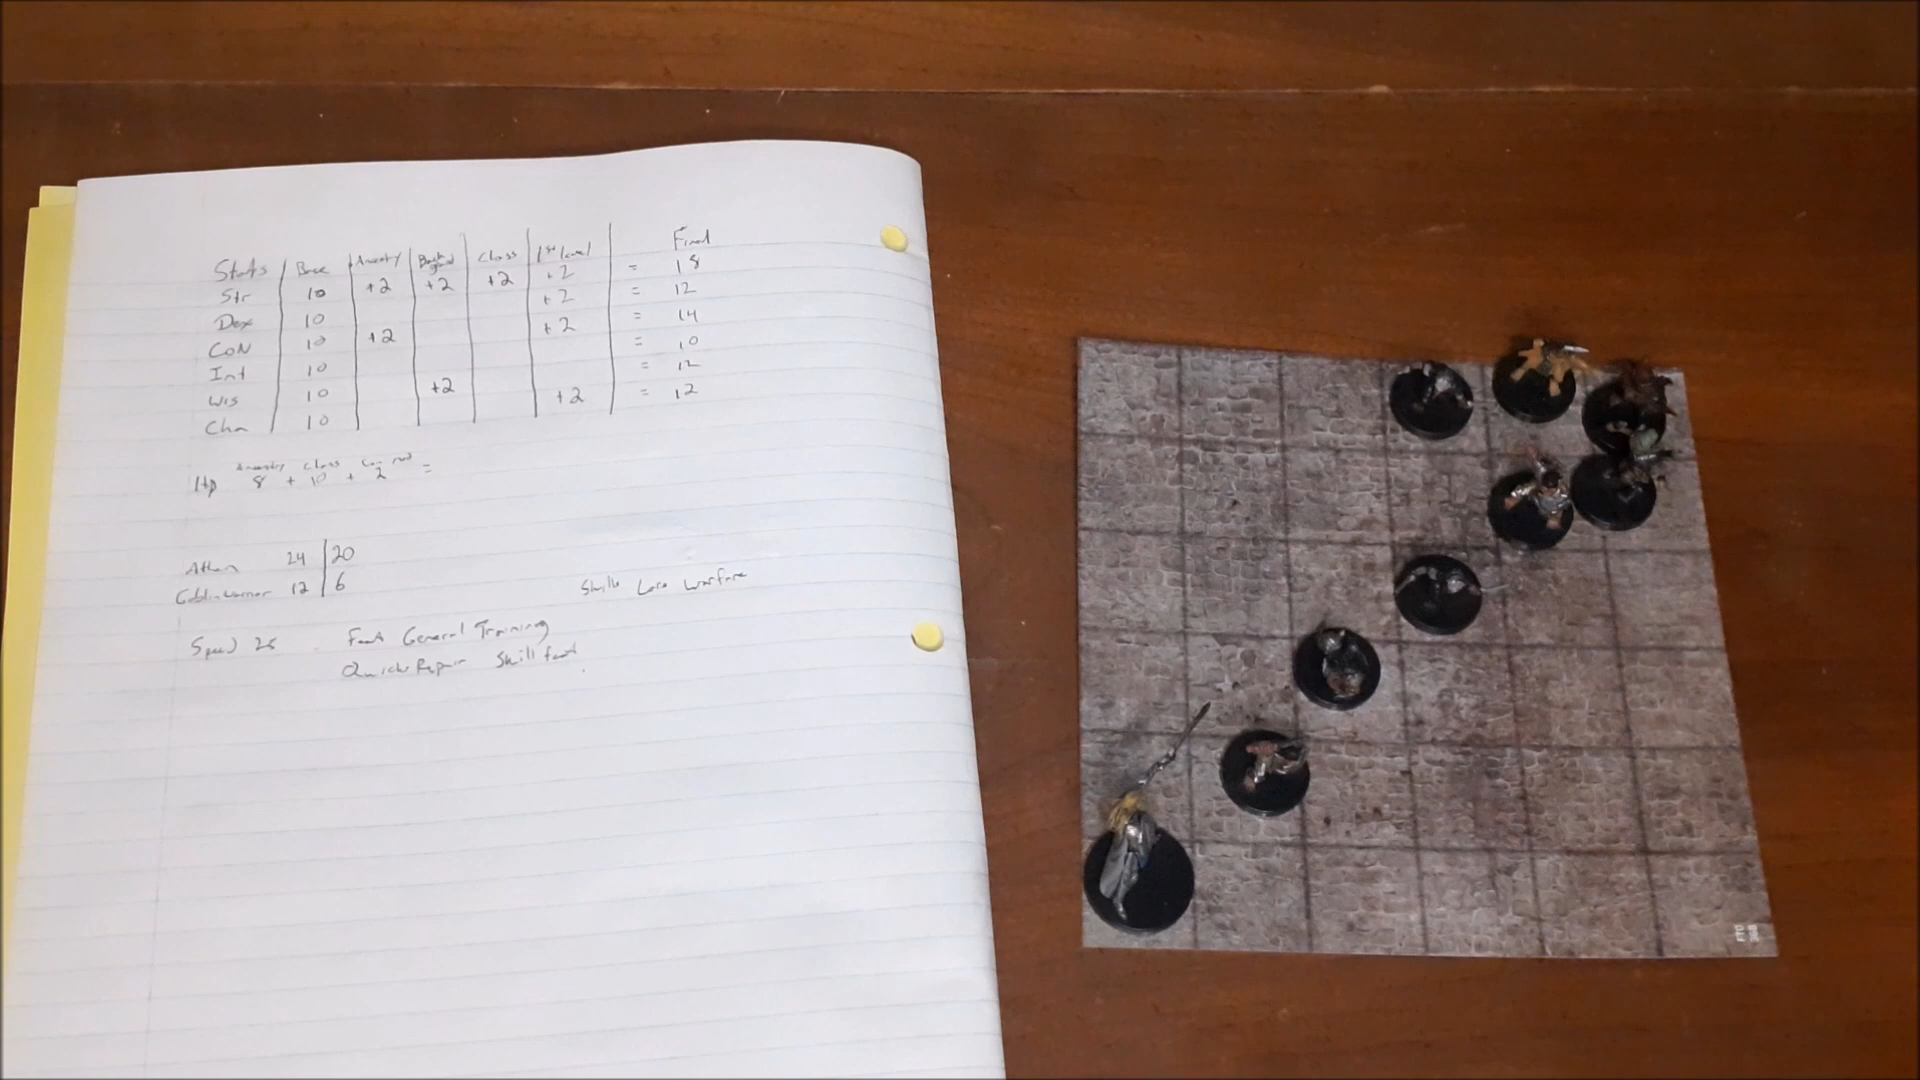 Stats Base Ancestry Back ground Class 1st level Final
Str 10 +2 +2 +2 +2 = 18
Dex 10 +2 = 12
CON 10 +2 +2 = 14
Int 10 = 10
Wis 10 +2 = 12
Cha 10 +2 = 12
Ancestry Class Con mod
Hp 8 + 10 + 2 =
24 20
Goblin Warrior 12 6
Skills Lore Warfare
Speed 25 Feat General Training
Quick Repair Skill feat